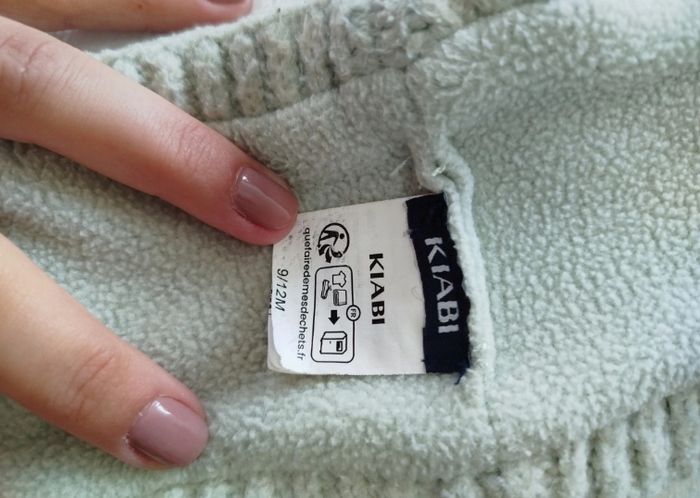 KIABI
KIABI
FR
quefairedemesdechets.fr
9/12M